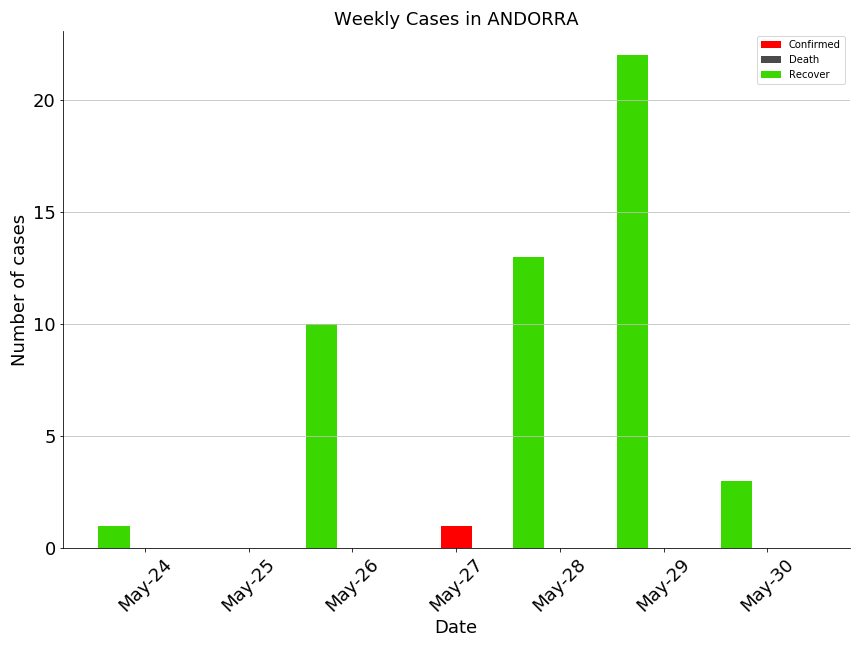 Weekly Cases in ANDORRA
Confirmed
Death
Recover
Number of cases
20
15
10
5
0
May-24
May-25
May-26
May-27
May-28
May-29
May-30
Date